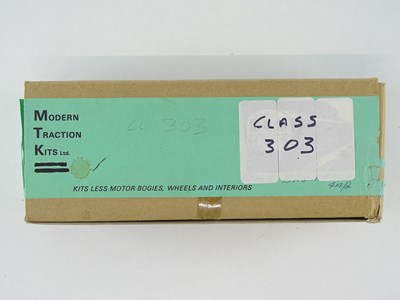 MODERN
TRACTION
KITS Ltd.
CL 303
CLASS
303
KITS LESS MOTOR BOGIES, WHEELS AND INTERIORS